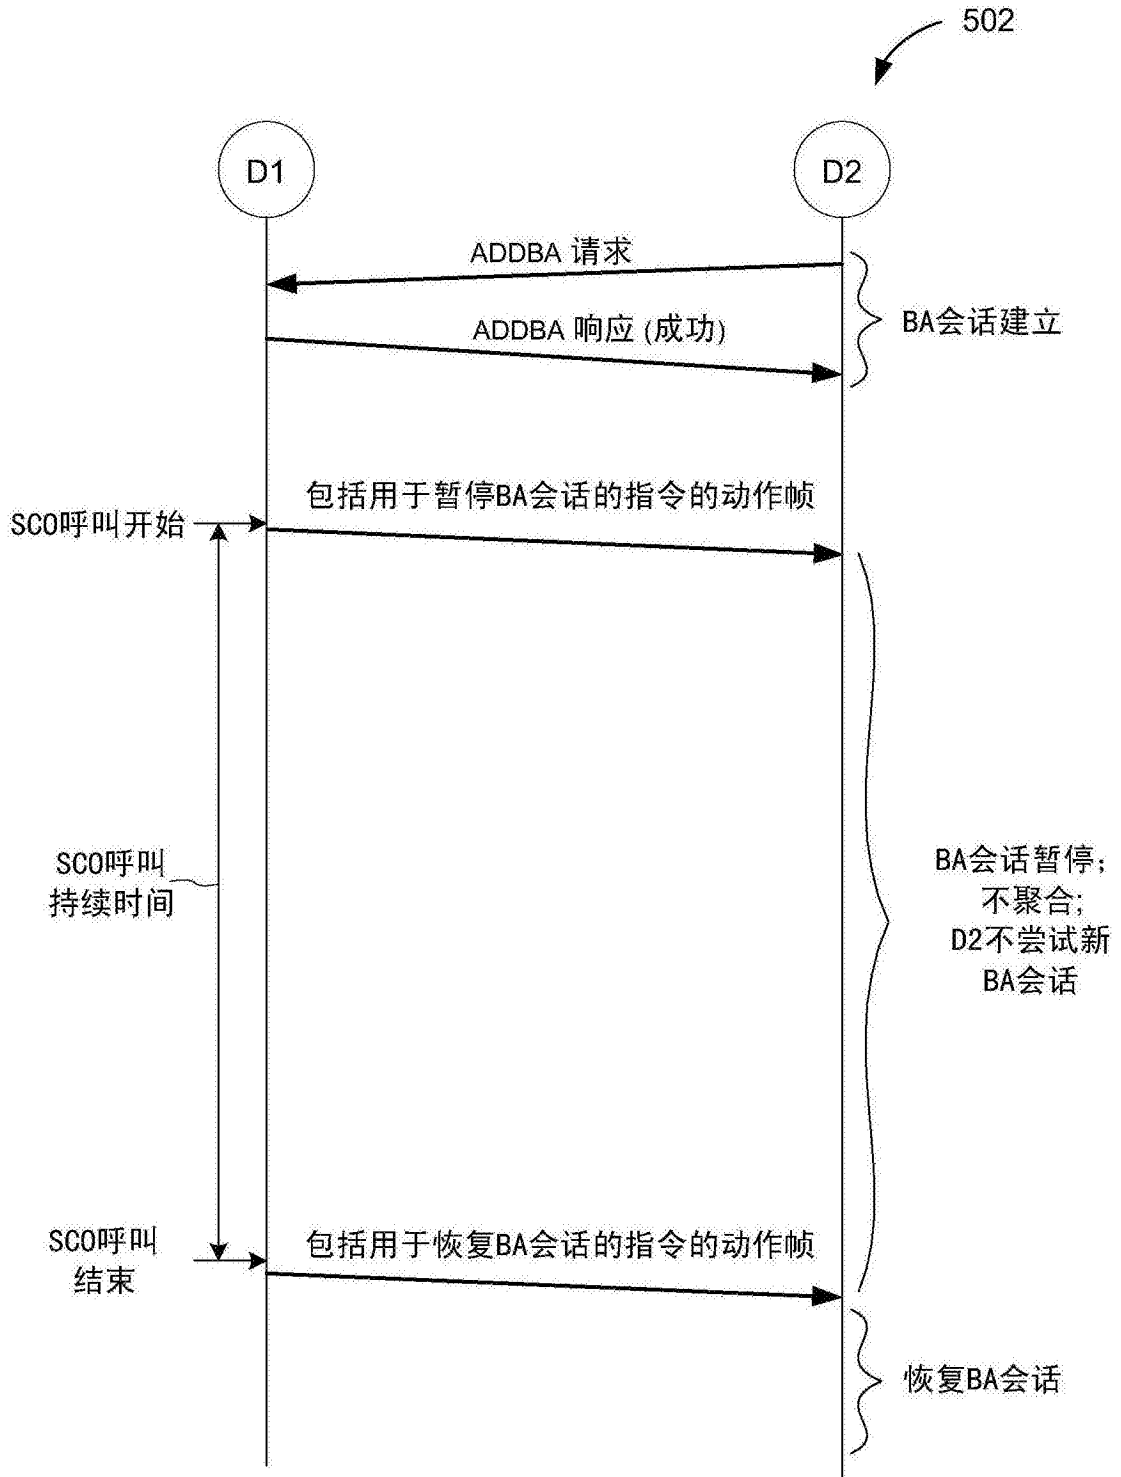 502
D1
D2
ADDBA 请求
ADDBA 响应 (成功)
BA会话建立
包括用于暂停BA会话的指令的动作帧
SCO呼叫开始
SCO呼叫
持续时间
BA会话暂停;
不聚合;
D2不尝试新
BA会话
SCO呼叫
结束
包括用于恢复BA会话的指令的动作帧
恢复BA会话